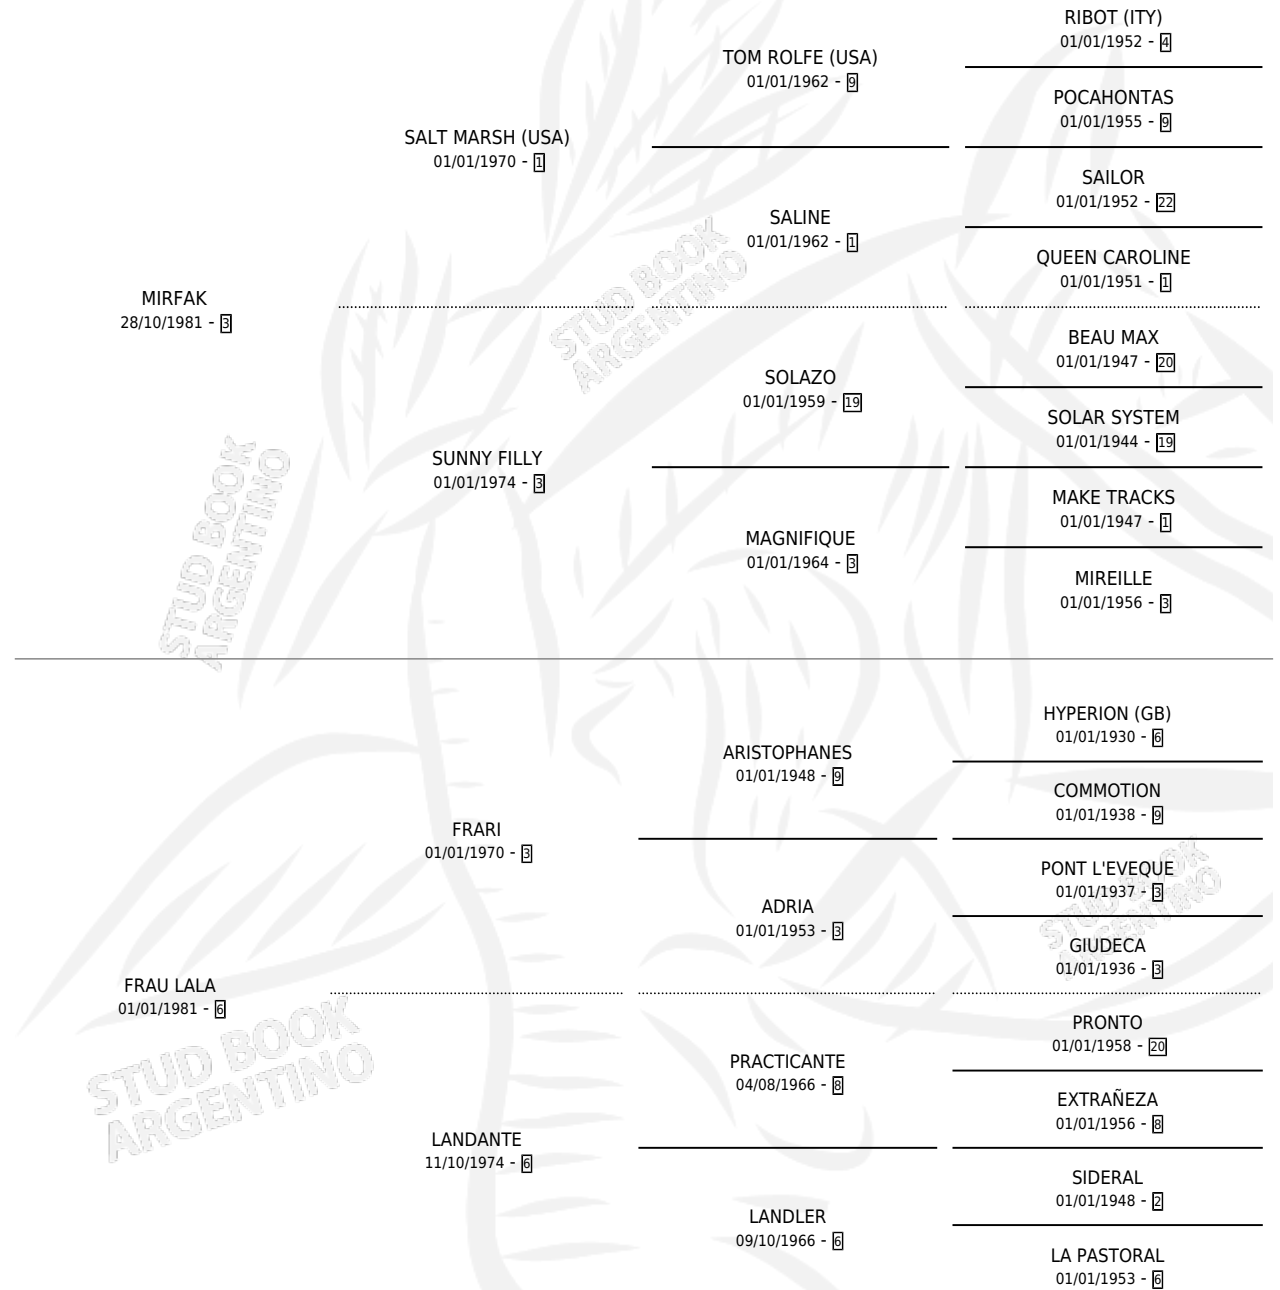 RIBOT (ITY)
01/01/1952 - 4
TOM ROLFE (USA)
01/01/1962 - 9
POCAHONTAS
01/01/1955 - 9
SALT MARSH (USA)
01/01/1970 - 1
SAILOR
01/01/1952 - 22
SALINE
01/01/1962 - 1
QUEEN CAROLINE
01/01/1951 - 1
MIRFAK
28/10/1981 - 3
BEAU MAX
01/01/1947 - 20
SOLAZO
01/01/1959 - 19
SOLAR SYSTEM
01/01/1944 - 19
SUNNY FILLY
01/01/1974 - 3
MAKE TRACKS
01/01/1947 - 1
MAGNIFIQUE
01/01/1964 - 3
MIREILLE
01/01/1956 - 3
HYPERION (GB)
01/01/1930 - 6
ARISTOPHANES
01/01/1948 - 9
COMMOTION
01/01/1938 - 9
FRARI
01/01/1970 - 3
PONT L'EVEQUE
01/01/1937 - 3
ADRIA
01/01/1953 - 3
GIUDECA
01/01/1936 - 3
FRAU LALA
01/01/1981 - 6
PRONTO
01/01/1958 - 20
PRACTICANTE
04/08/1966 - 8
EXTRAÑEZA
01/01/1956 - 8
LANDANTE
11/10/1974 - 6
SIDERAL
01/01/1948 - 2
LANDLER
09/10/1966 - 6
LA PASTORAL
01/01/1953 - 6
STUD BOOK
ARGENTINO
STUD BOOK
ARGENTINO
STUD BOOK
ARGENTINO
STUD BOOK
ARGENTINO